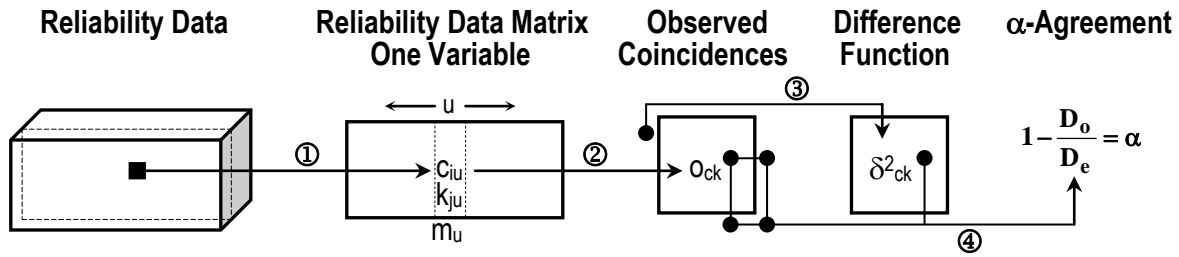 Reliability Data
Reliability Data Matrix
One Variable
Observed
Coincidences
Difference
Function
α-Agreement
u
①
②
③
④
c_iu
k_ju
m_u
o_ck
δ²_ck
1 − D_o/D_e = α